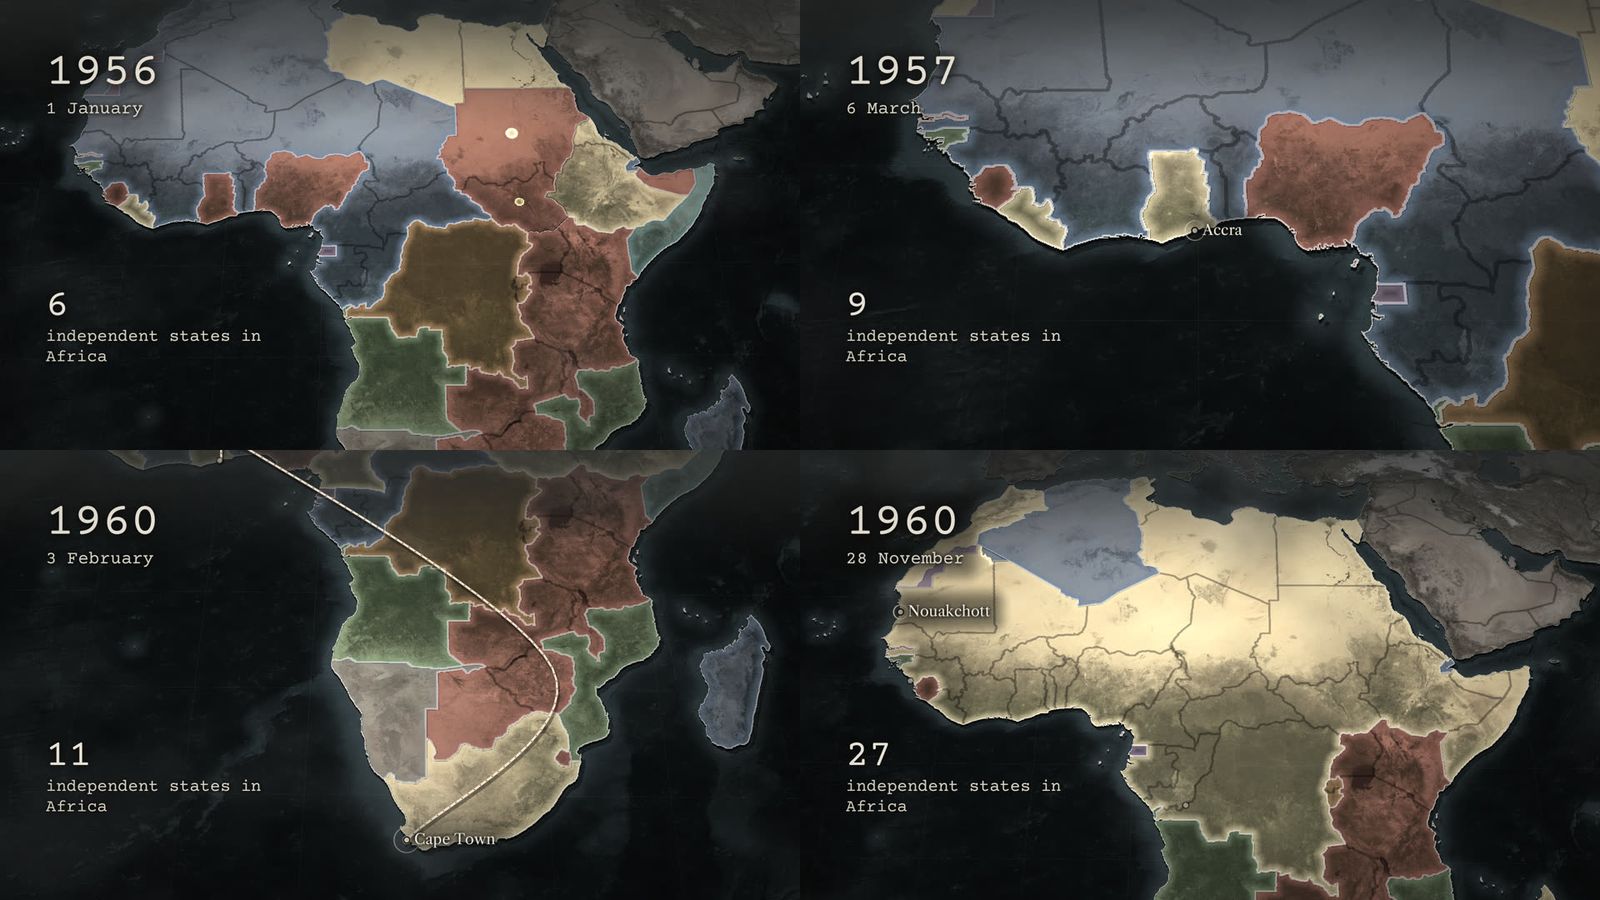 1956
1 January
6
independent states in
Africa
1957
6 March
Accra
9
independent states in
Africa
1960
3 February
11
independent states in
Africa
Cape Town
1960
28 November
Nouakchott
27
independent states in
Africa